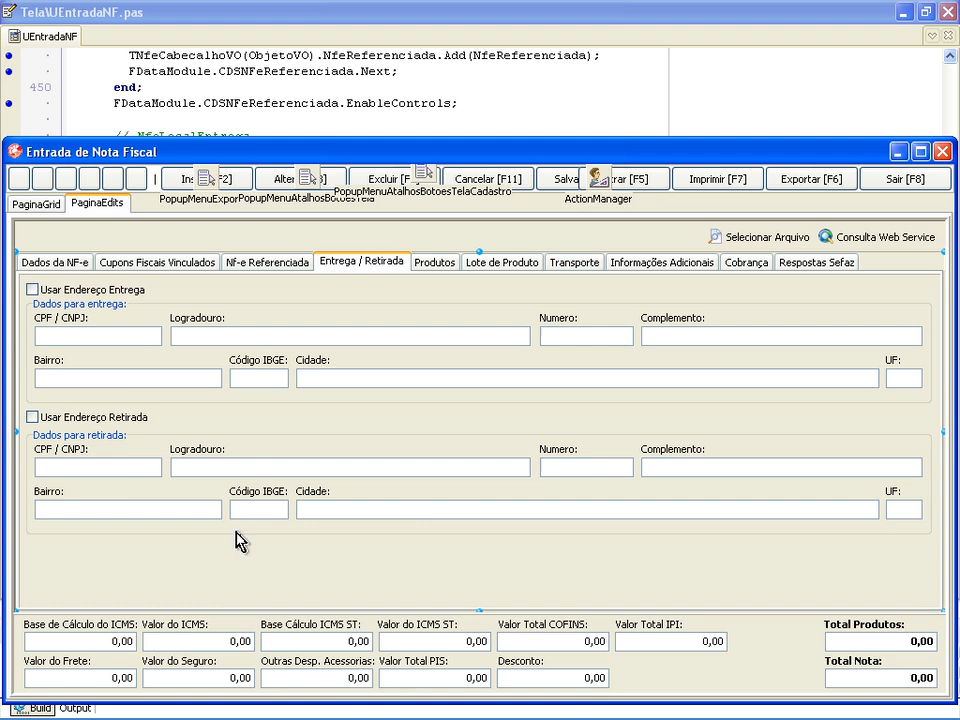 Tela\UEntradaNF.pas
UEntradaNF
TNfeCabecalhoVO(ObjetoVO).NfeReferenciada.Add(NfeReferenciada);
FDataModule.CDSNFeReferenciada.Next;
450 end;
FDataModule.CDSNFeReferenciada.EnableControls;
Entrada de Nota Fiscal
Excluir [F
Cancelar [F11]
Imprimir [F7]
Exportar [F6]
Sair [F8]
PopupMenuAtalhosBotoesTelaCadastro
ActionManager
PaginaGrid
PaginaEdits
Selecionar Arquivo
Consulta Web Service
Dados da NF-e
Cupons Fiscais Vinculados
Nf-e Referenciada
Entrega / Retirada
Produtos
Lote de Produto
Transporte
Informações Adicionais
Cobrança
Respostas Sefaz
Usar Endereço Entrega
Dados para entrega:
CPF / CNPJ: Logradouro: Numero: Complemento:
Bairro: Código IBGE: Cidade: UF:
Usar Endereço Retirada
Dados para retirada:
CPF / CNPJ: Logradouro: Numero: Complemento:
Bairro: Código IBGE: Cidade: UF:
Base de Cálculo do ICMS: Valor do ICMS: Base Cálculo ICMS ST: Valor do ICMS ST: Valor Total COFINS: Valor Total IPI: Total Produtos:
0,00 0,00 0,00 0,00 0,00 0,00 0,00
Valor do Frete: Valor do Seguro: Outras Desp. Acessorias: Valor Total PIS: Desconto: Total Nota:
0,00 0,00 0,00 0,00 0,00 0,00
Build Output